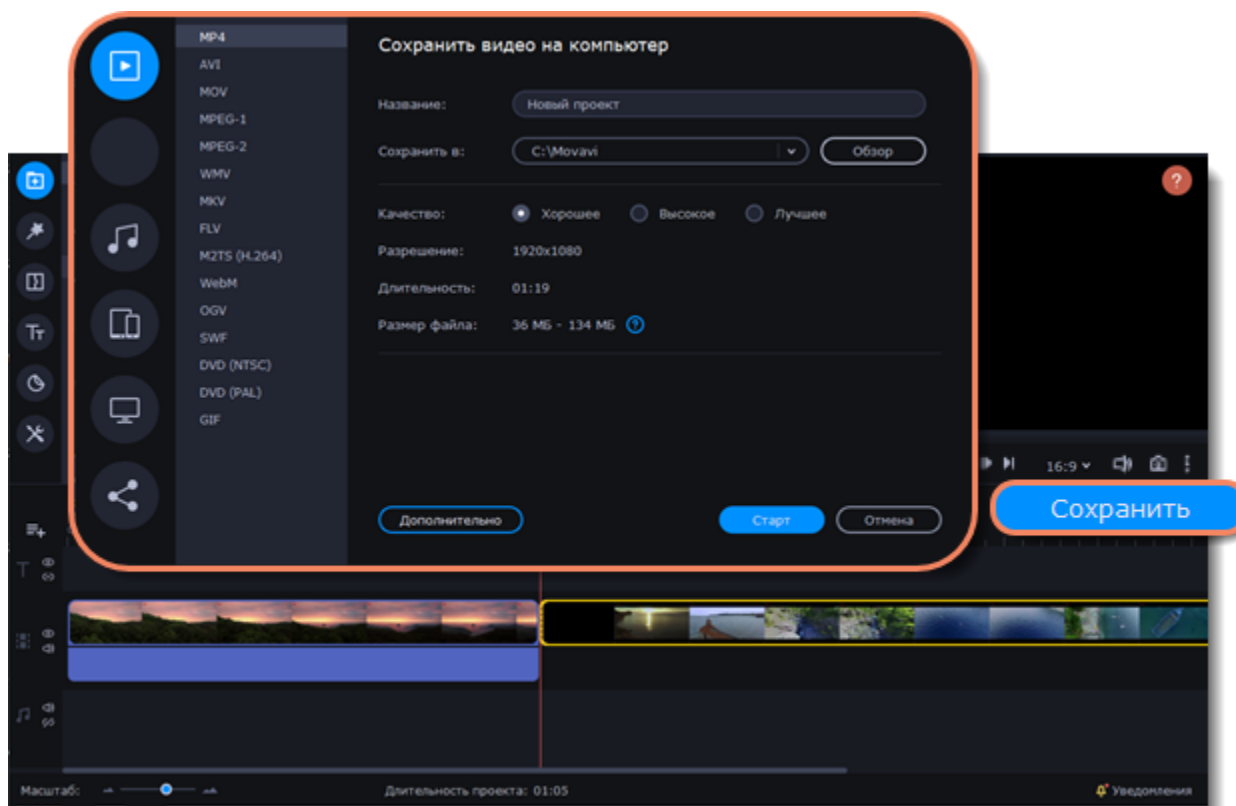 MP4
AVI
MOV
MPEG-1
MPEG-2
WMV
MKV
FLV
M2TS (H.264)
WebM
OGV
SWF
DVD (NTSC)
DVD (PAL)
GIF
Сохранить видео на компьютер
Название: Новый проект
Сохранить в: C:\Movavi Обзор
Качество: Хорошее Высокое Лучшее
Разрешение: 1920x1080
Длительность: 01:19
Размер файла: 36 МБ - 134 МБ ?
Дополнительно Старт Отмена
?
Tт
16:9
Сохранить
T
Масштаб: Длительность проекта: 01:05 Уведомления